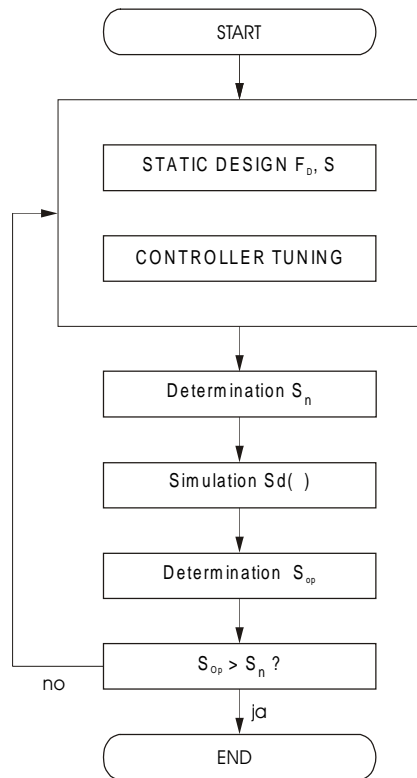 START
STATIC DESIGN F_D, S
CONTROLLER TUNING
Determination S_n
Simulation Sd( )
Determination S_op
S_Op > S_n ?
no
ja
END